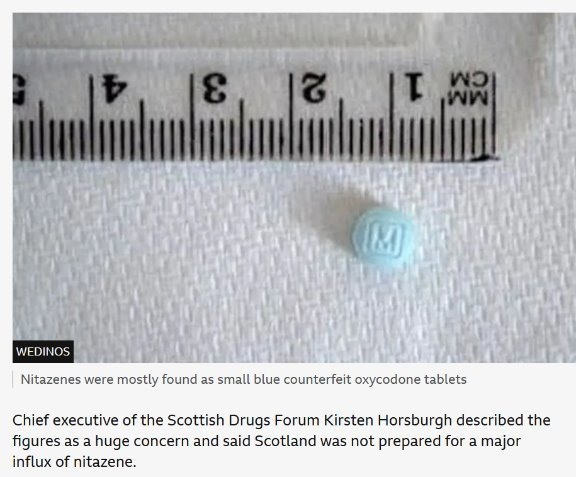 5 4 3 2 1 MM
CM
M
WEDINOS
Nitazenes were mostly found as small blue counterfeit oxycodone tablets
Chief executive of the Scottish Drugs Forum Kirsten Horsburgh described the
figures as a huge concern and said Scotland was not prepared for a major
influx of nitazene.